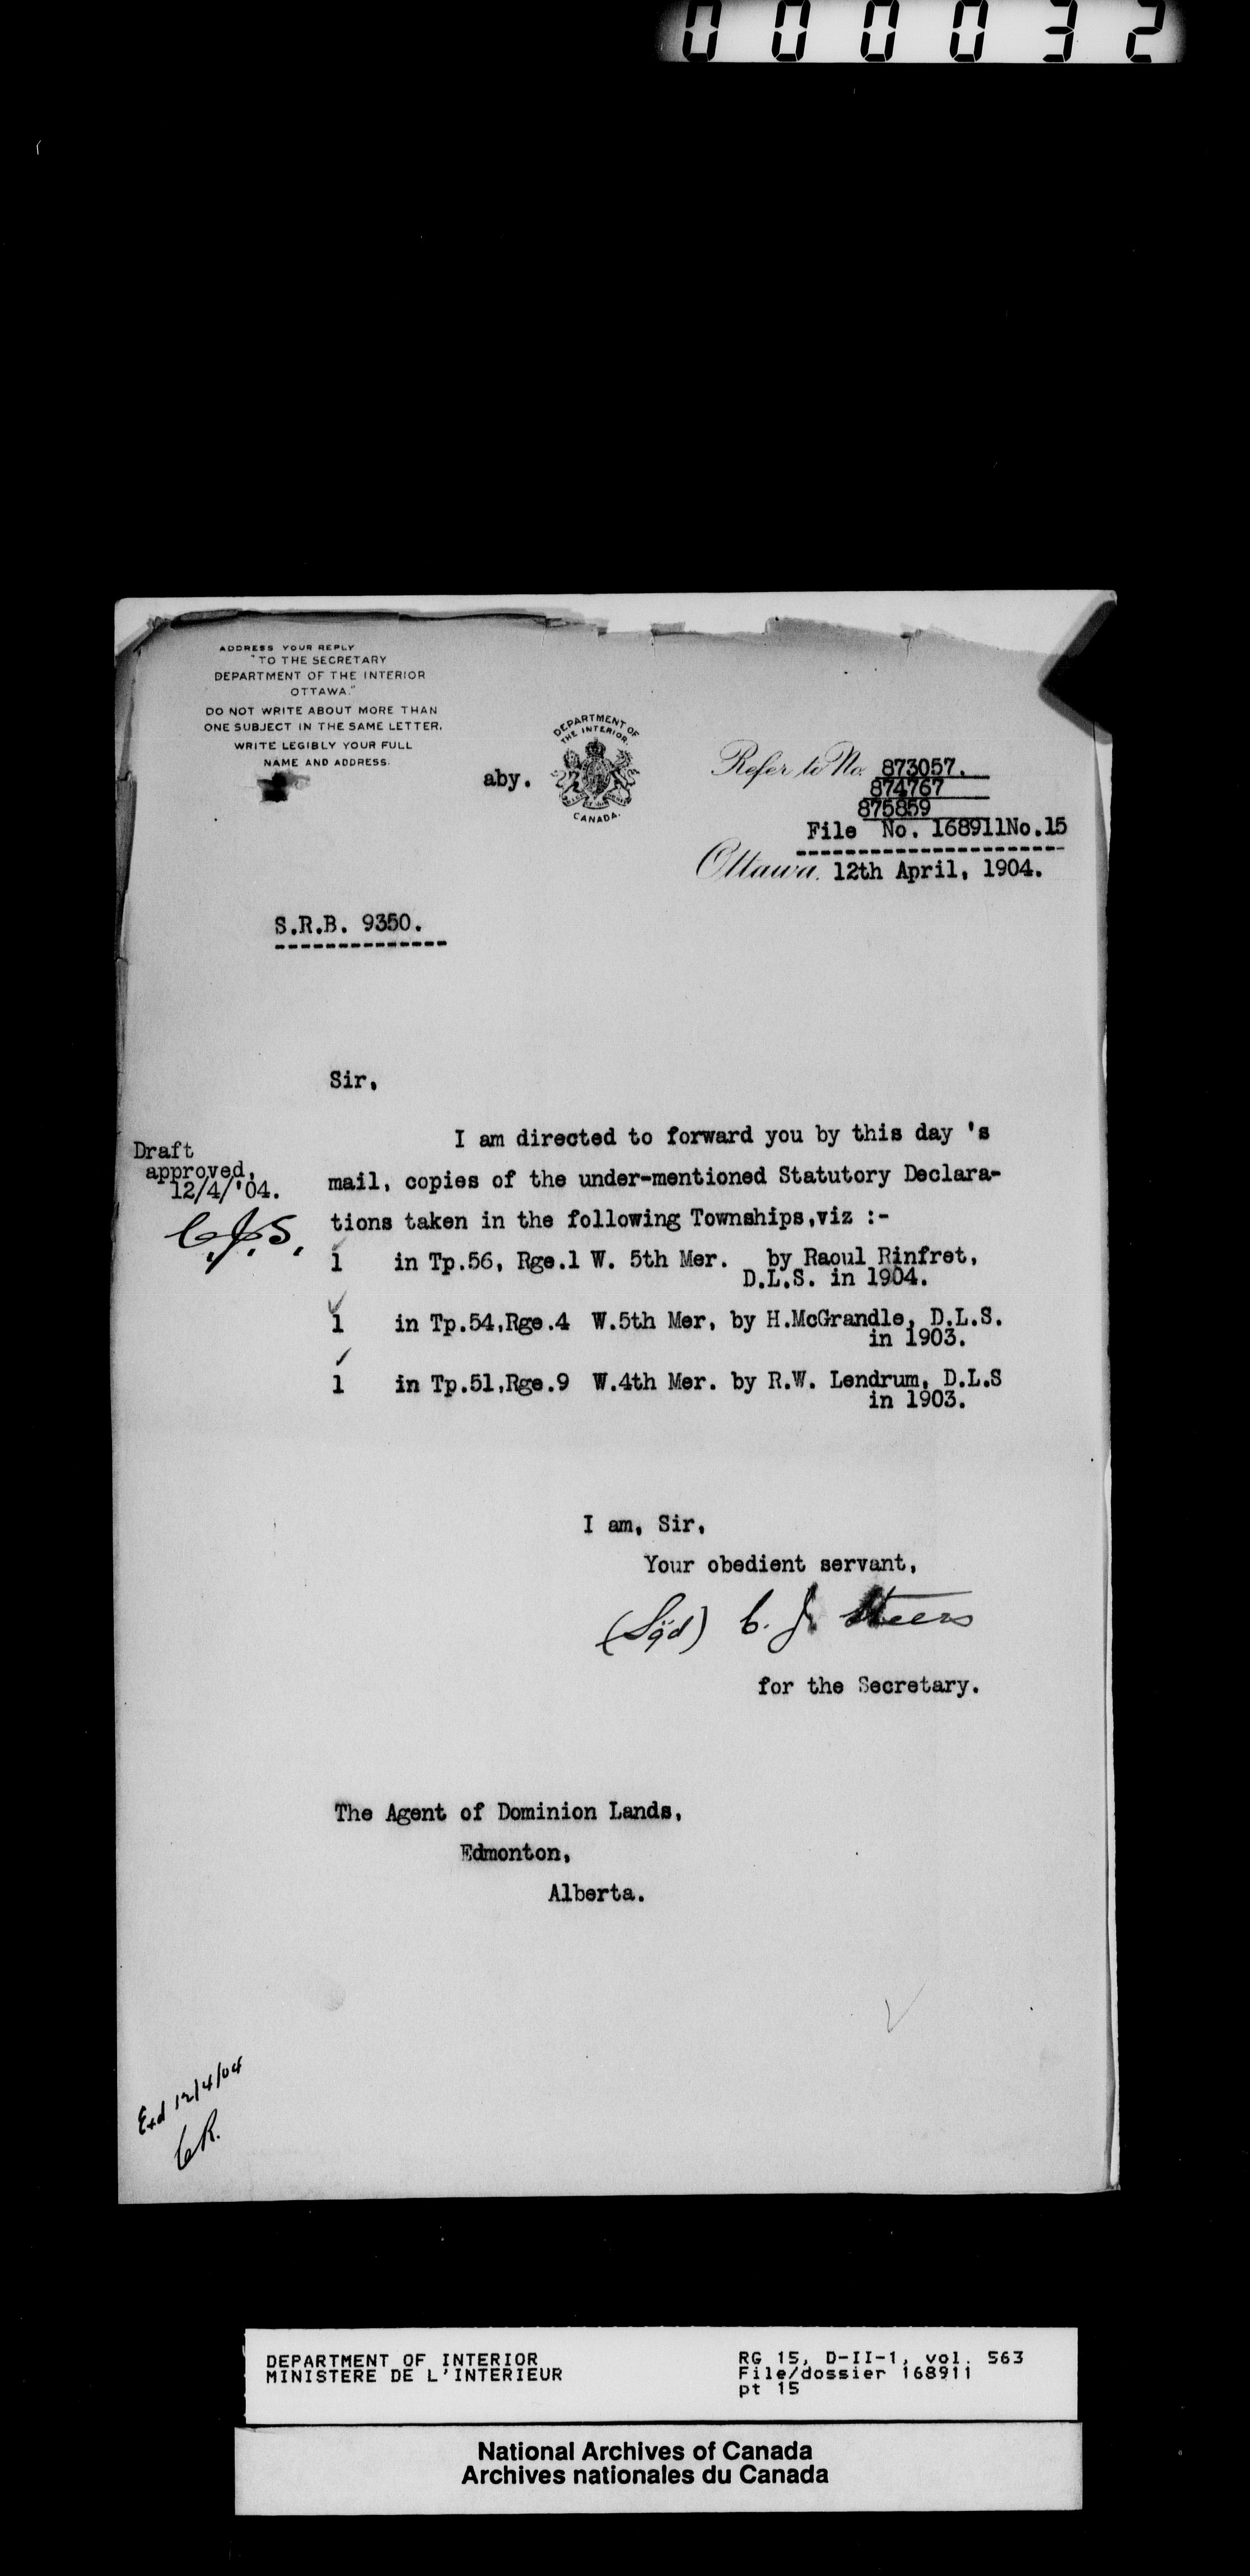 000032
ADDRESS YOUR REPLY
"TO THE SECRETARY
DEPARTMENT OF THE INTERIOR
OTTAWA."
DO NOT WRITE ABOUT MORE THAN
ONE SUBJECT IN THE SAME LETTER.
WRITE LEGIBLY YOUR FULL
NAME AND ADDRESS.
aby.
DEPARTMENT OF
THE INTERIOR.
CANADA.
Refer to No. 873057.
874767
875859
File No. 168911No.15
Ottawa, 12th April, 1904.
S.R.B. 9350.
Sir,
I am directed to forward you by this day 's
mail, copies of the under-mentioned Statutory Declara-
tions taken in the following Townships,viz :-
Draft
approved,
12/4/'04.
C.J.S.
1 in Tp.56, Rge.1 W. 5th Mer. by Raoul Rinfret,
D.L.S. in 1904.
1 in Tp.54,Rge.4 W.5th Mer, by H.McGrandle, D.L.S.
in 1903.
1 in Tp.51,Rge.9 W.4th Mer. by R.W. Lendrum, D.L.S
in 1903.
I am, Sir,
Your obedient servant,
(Sgd) C. J. Steers
for the Secretary.
The Agent of Dominion Lands,
Edmonton,
Alberta.
Exd 12/4/04
CR.
DEPARTMENT OF INTERIOR
MINISTERE DE L'INTERIEUR
RG 15, D-II-1, vol. 563
File/dossier 168911
pt 15
National Archives of Canada
Archives nationales du Canada